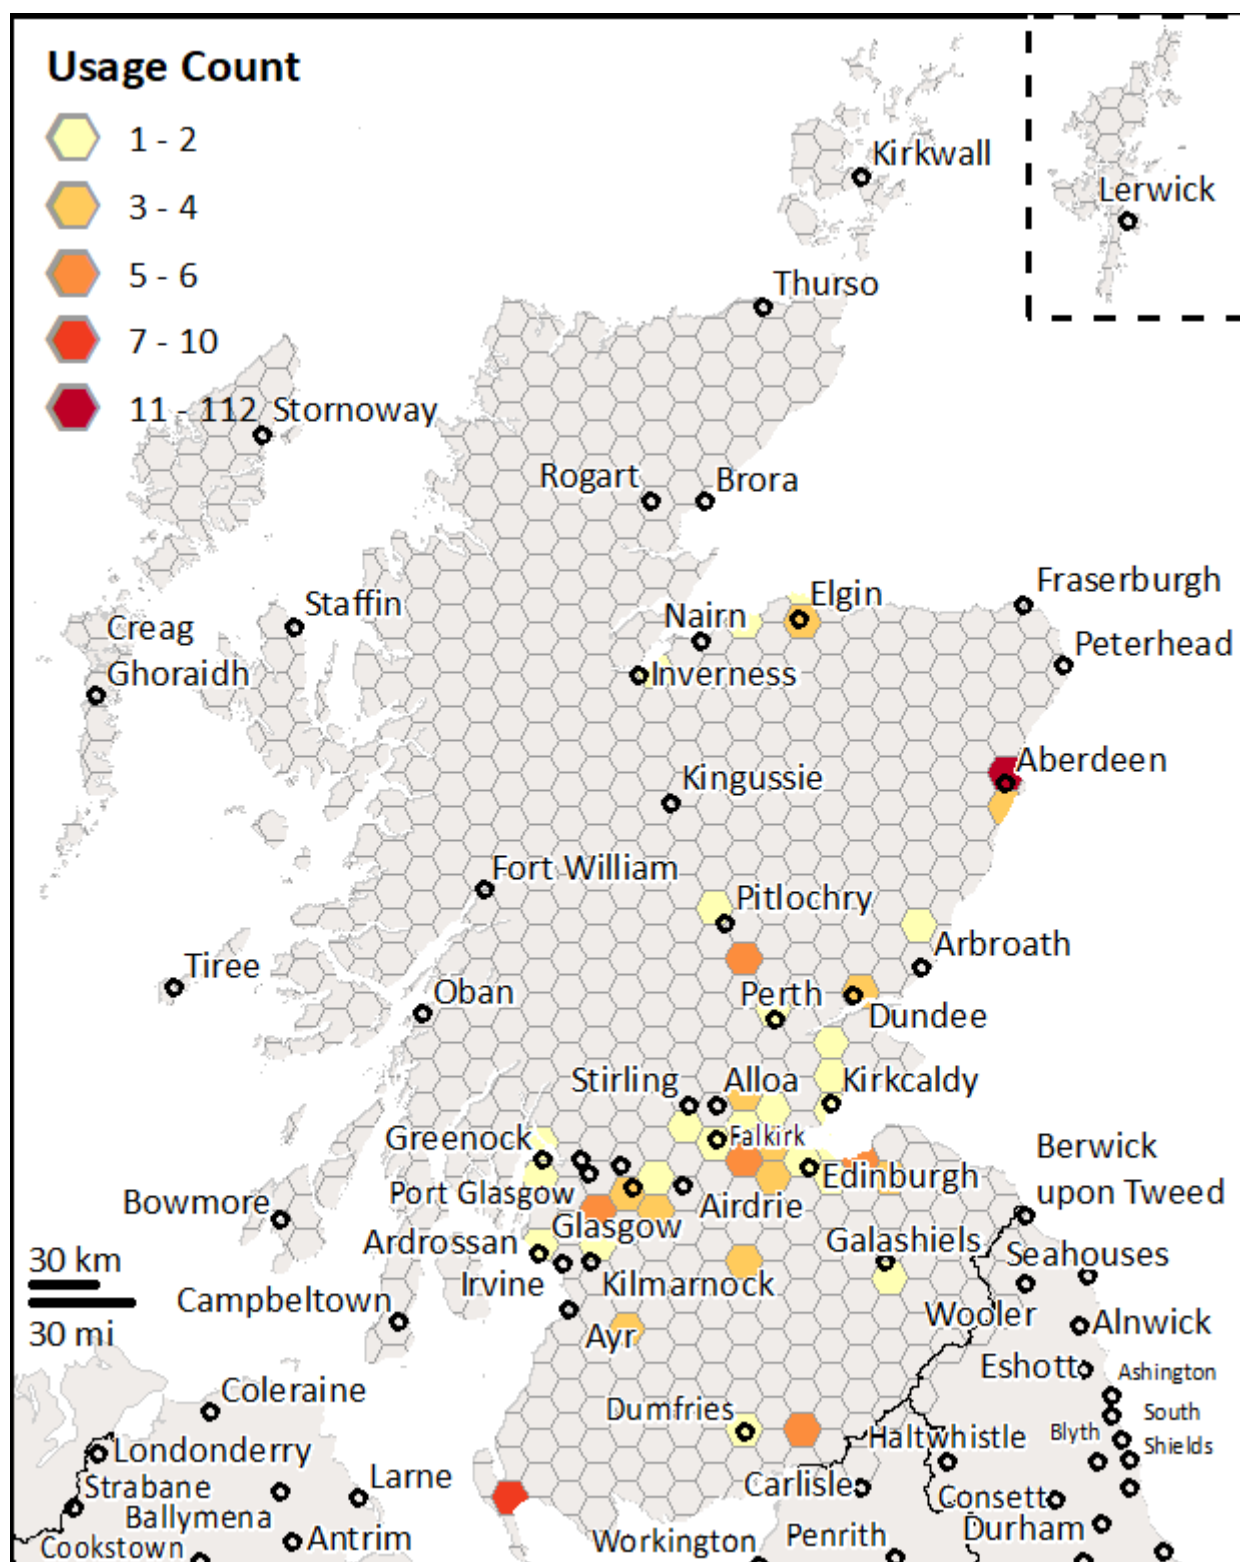 Usage Count
1 - 2
3 - 4
5 - 6
7 - 10
11 - 112
Kirkwall
Lerwick
Thurso
Stornoway
Rogart
Brora
Staffin
Creag
Ghoraidh
Elgin
Nairn
Inverness
Fraserburgh
Peterhead
Aberdeen
Kingussie
Fort William
Pitlochry
Arbroath
Tiree
Oban
Perth
Dundee
Stirling
Alloa
Kirkcaldy
Greenock
Falkirk
Edinburgh
Berwick
upon Tweed
Port Glasgow
Airdrie
Bowmore
Glasgow
Ardrossan
Galashiels
Seahouses
30 km
30 mi
Irvine
Kilmarnock
Campbeltown
Wooler
Alnwick
Ayr
Eshott
Ashington
Coleraine
Dumfries
South
Shields
Blyth
Haltwhistle
Londonderry
Strabane
Larne
Carlisle
Consett
Ballymena
Durham
Antrim
Cookstown
Workington
Penrith